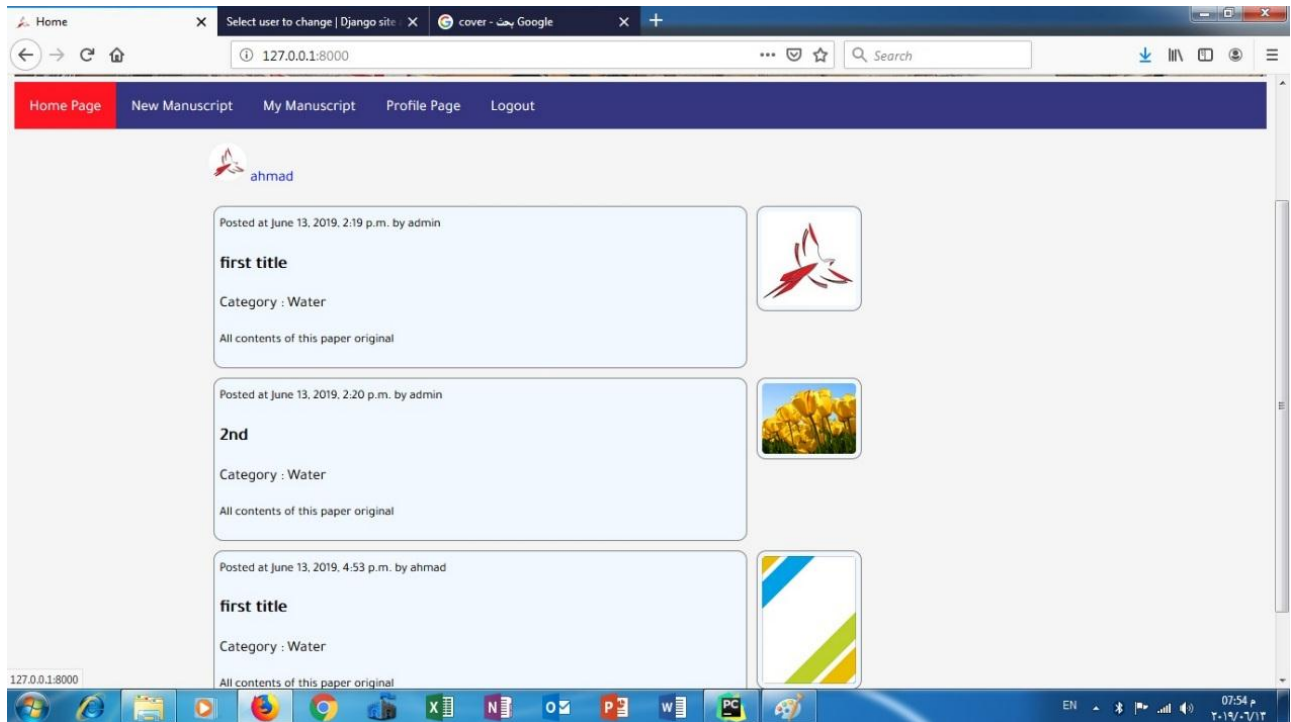 Home
Select user to change | Django site
cover - بحث Google
127.0.0.1:8000
Search
Home Page
New Manuscript
My Manuscript
Profile Page
Logout
ahmad
Posted at June 13, 2019, 2:19 p.m. by admin
first title
Category : Water
All contents of this paper original
Posted at June 13, 2019, 2:20 p.m. by admin
2nd
Category : Water
All contents of this paper original
Posted at June 13, 2019, 4:53 p.m. by ahmad
first title
Category : Water
All contents of this paper original
127.0.0.1:8000
EN
07:54 م
٢٠١٩/٠٦/١٣